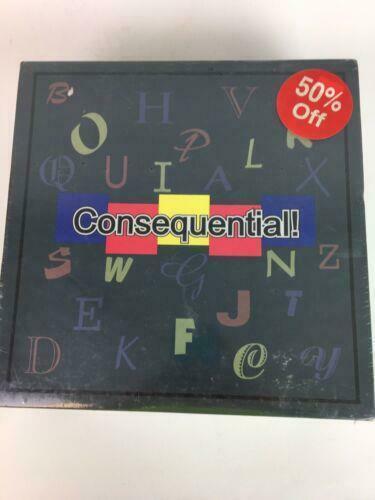 B H V
50%
Off
O P L R
Q U I A X
Consequential!
S W G N Z
E J T
D K F C Y